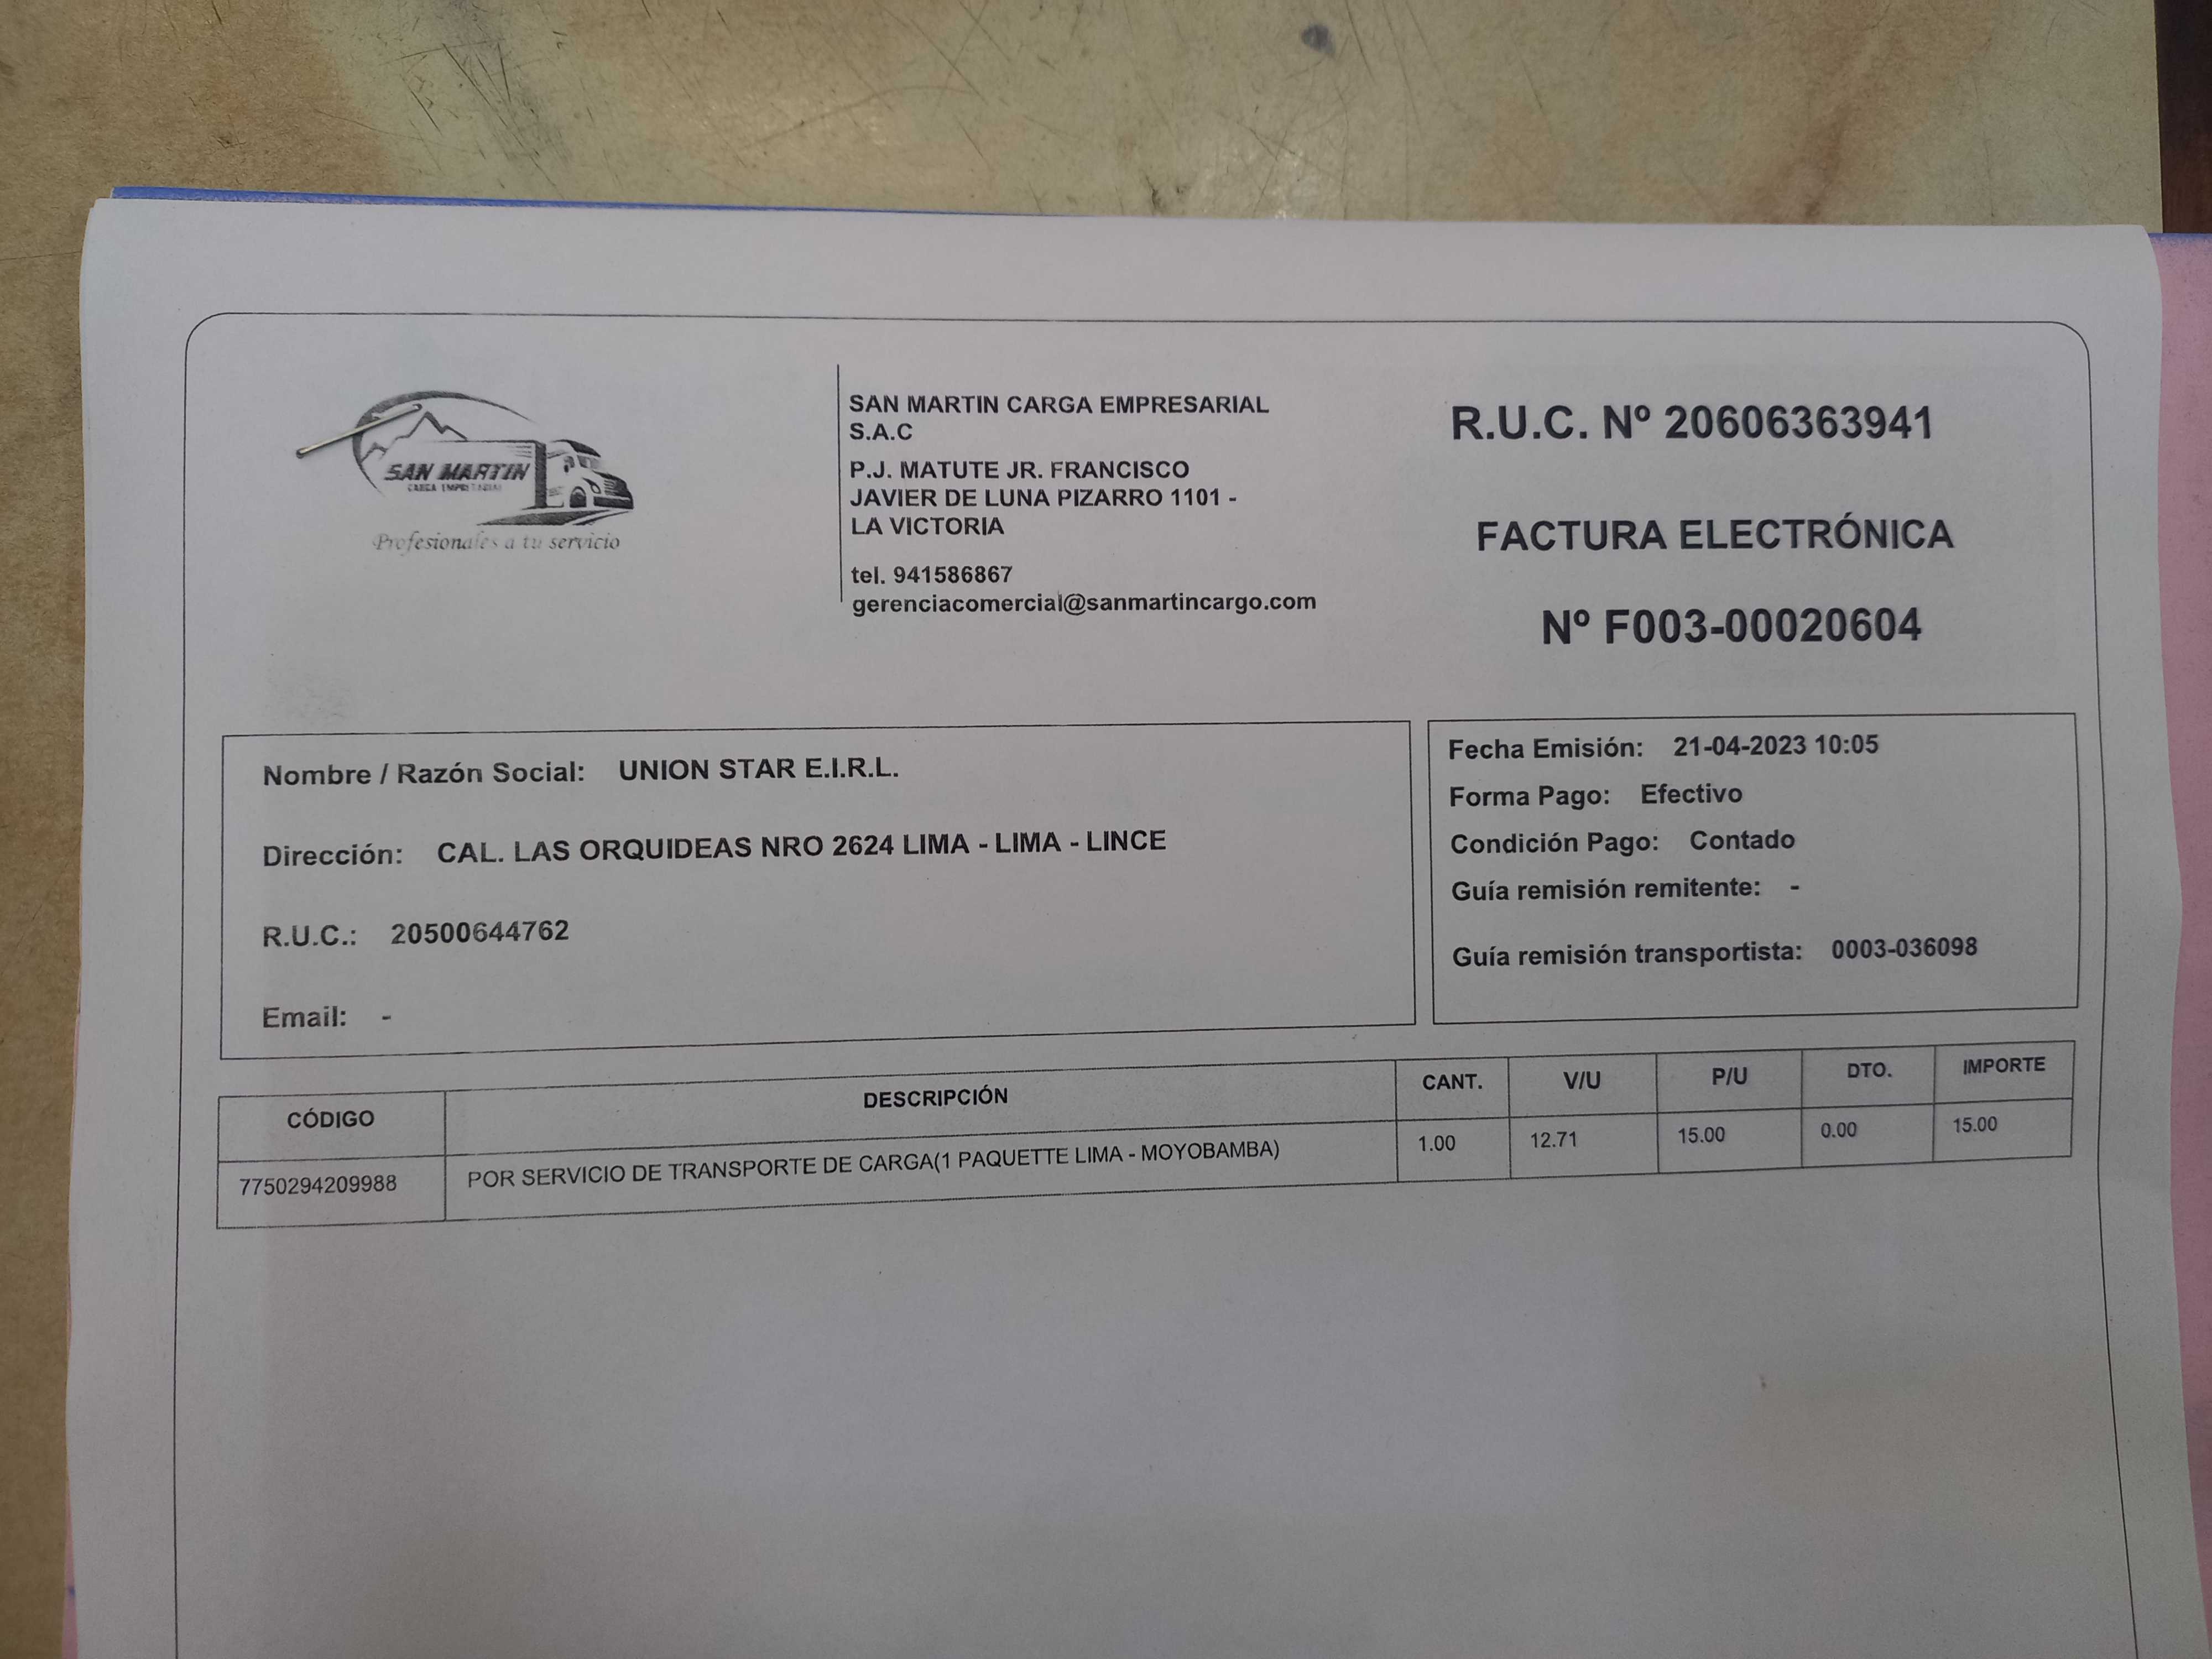 SAN MARTIN
CARGA EMPRESARIAL
Profesionales a tu servicio
SAN MARTIN CARGA EMPRESARIAL
S.A.C
P.J. MATUTE JR. FRANCISCO
JAVIER DE LUNA PIZARRO 1101 -
LA VICTORIA
tel. 941586867
gerenciacomercial@sanmartincargo.com
R.U.C. Nº 20606363941
FACTURA ELECTRÓNICA
Nº F003-00020604
Nombre / Razón Social: UNION STAR E.I.R.L.
Dirección: CAL. LAS ORQUIDEAS NRO 2624 LIMA - LIMA - LINCE
R.U.C.: 20500644762
Email: -
Fecha Emisión: 21-04-2023 10:05
Forma Pago: Efectivo
Condición Pago: Contado
Guía remisión remitente: -
Guía remisión transportista: 0003-036098
CÓDIGO DESCRIPCIÓN CANT. V/U P/U DTO. IMPORTE
7750294209988 POR SERVICIO DE TRANSPORTE DE CARGA(1 PAQUETTE LIMA - MOYOBAMBA) 1.00 12.71 15.00 0.00 15.00